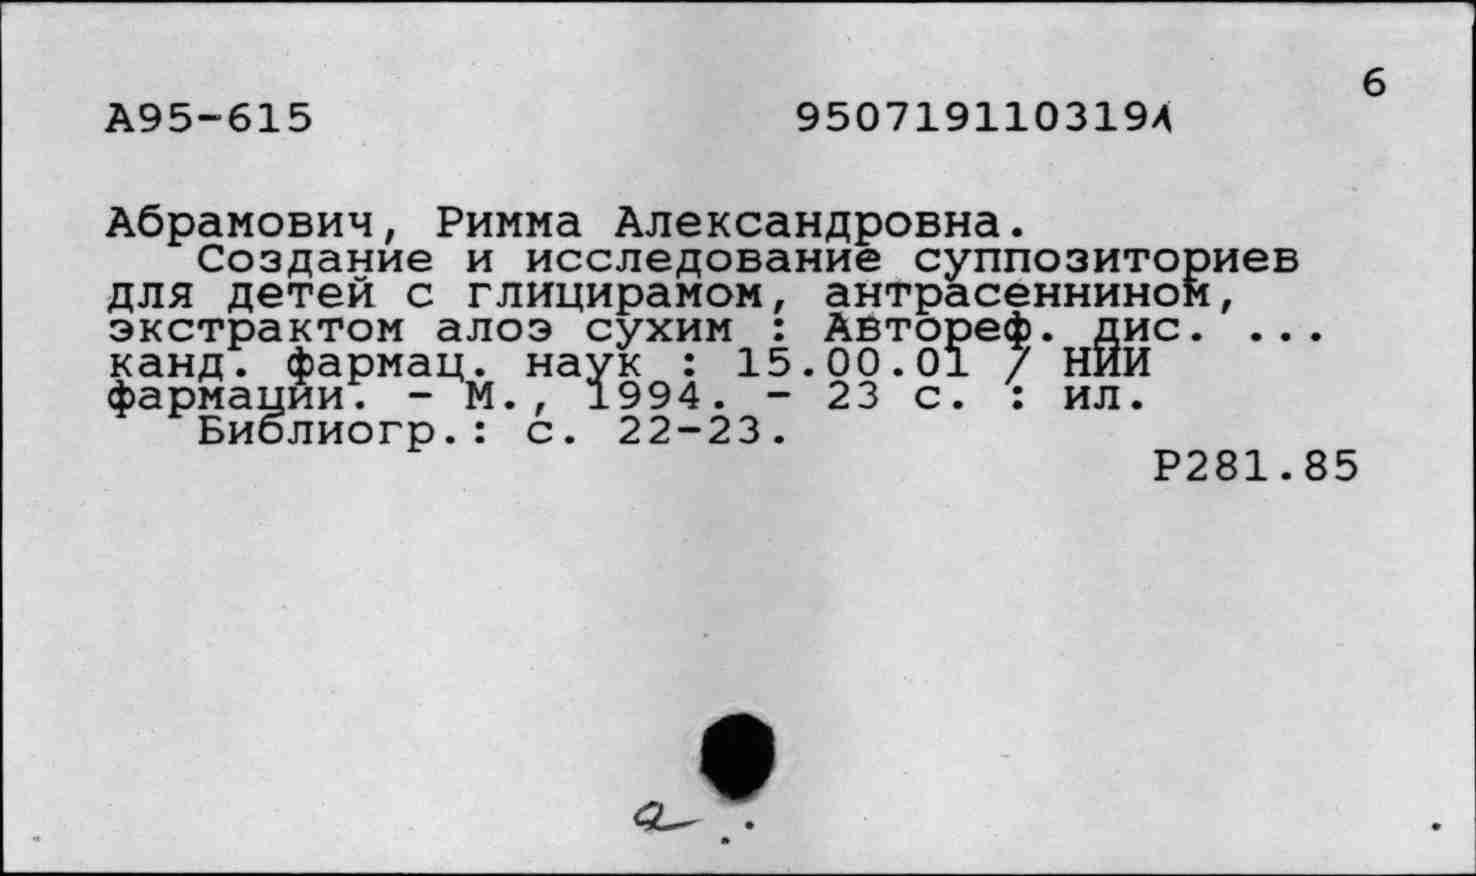 6
А95-615 950719110319А
Абрамович, Римма Александровна.
Создание и исследование суппозиториев
для детей с глицирамом, антрасеннином,
экстрактом алоэ сухим : Автореф. дис. ...
канд. фармац. наук : 15.00.01 / НИИ
фармации. - М., 1994. - 23 с. : ил.
Библиогр.: с. 22-23.
Р281.85